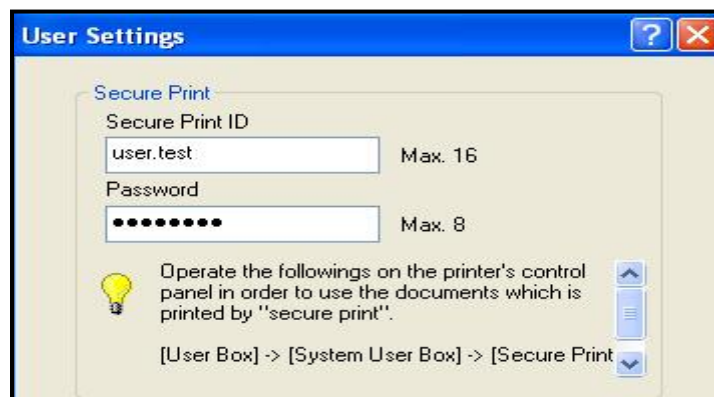 User Settings
Secure Print
Secure Print ID
user.test Max. 16
Password
•••••••• Max. 8
Operate the followings on the printer's control
panel in order to use the documents which is
printed by "secure print".
[User Box] -> [System User Box] -> [Secure Print